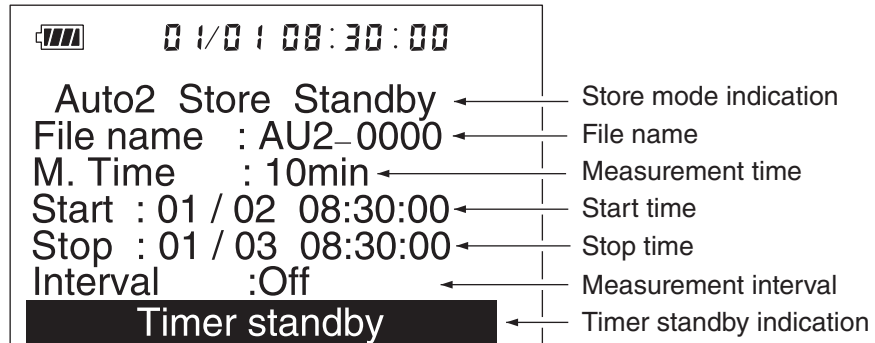 01/01 08:30:00
Auto2 Store Standby Store mode indication
File name : AU2-0000 File name
M. Time : 10min Measurement time
Start : 01 / 02 08:30:00 Start time
Stop : 01 / 03 08:30:00 Stop time
Interval :Off Measurement interval
Timer standby Timer standby indication